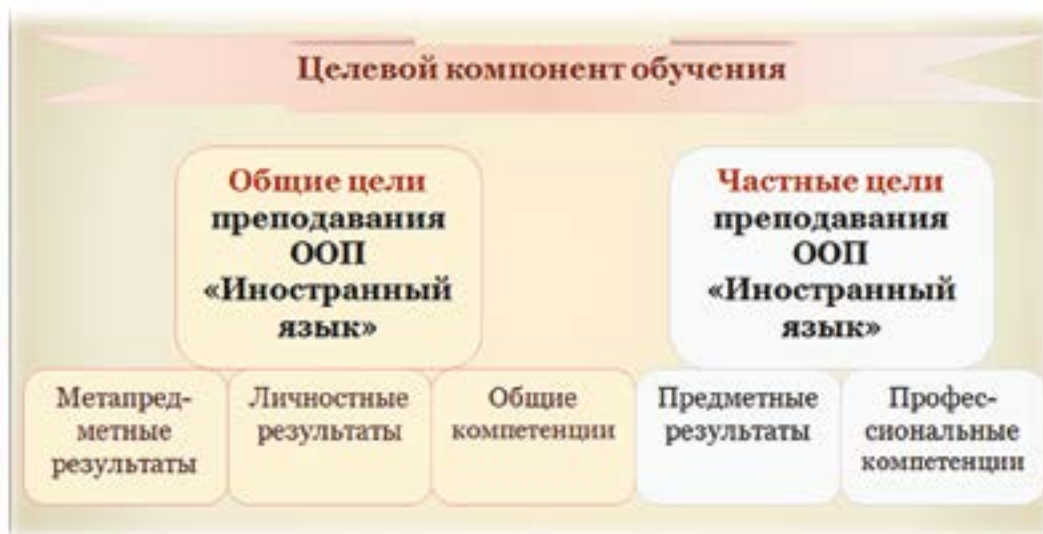 Целевой компонент обучения
Общие цели
преподавания
ООП
«Иностранный
язык»
Частные цели
преподавания
ООП
«Иностранный
язык»
Метапред-
метные
результаты
Личностные
результаты
Общие
компетенции
Предметные
результаты
Профес-
сиональные
компетенции